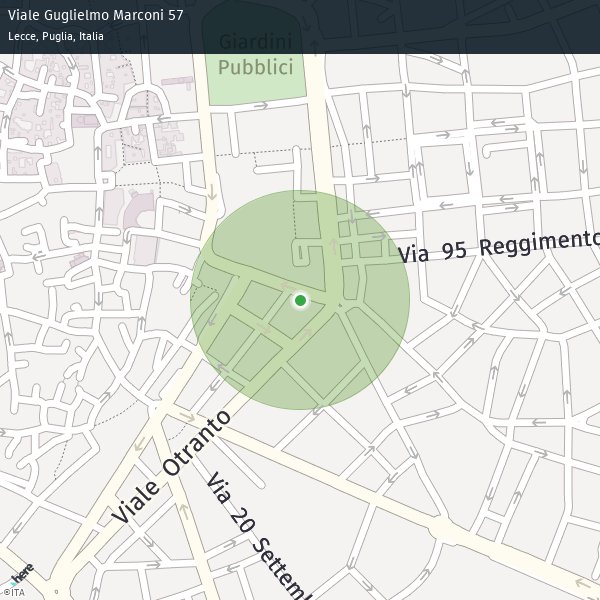 Viale Guglielmo Marconi 57
Lecce, Puglia, Italia
Giardini
Pubblici
Via 95 Reggimento
Viale Otranto
Via 20 Settemb
here
©ITA